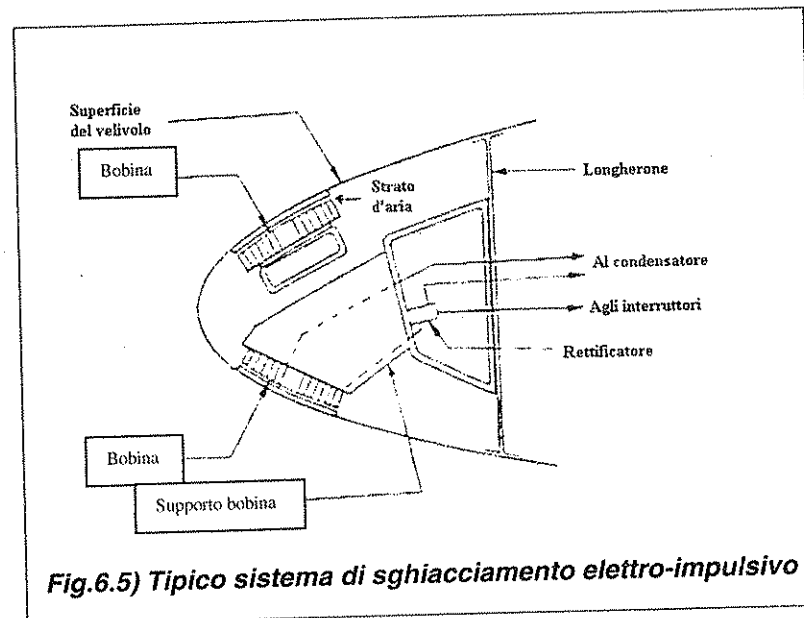 Superficie
del velivolo
Bobina
Strato
d'aria
Longherone
Al condensatore
Agli interruttori
Rettificatore
Bobina
Supporto bobina
Fig.6.5) Tipico sistema di sghiacciamento elettro-impulsivo